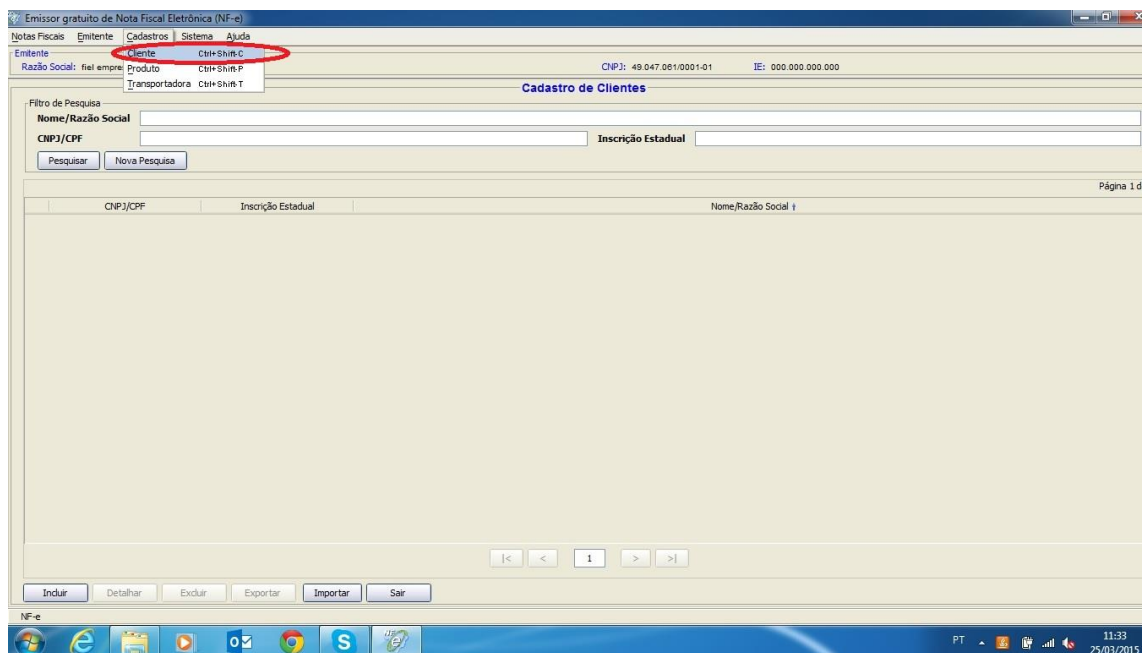 Emissor gratuito de Nota Fiscal Eletrônica (NF-e)
Notas Fiscais Emitente Cadastros Sistema Ajuda
Cliente Ctrl+Shift-C
Produto Ctrl+Shift-P
Transportadora Ctrl+Shift-T
Emitente
Razão Social: fiel empre CNPJ: 49.047.061/0001-01 IE: 000.000.000.000
Cadastro de Clientes
Filtro de Pesquisa
Nome/Razão Social
CNPJ/CPF Inscrição Estadual
Pesquisar Nova Pesquisa
Página 1 d
CNPJ/CPF Inscrição Estadual Nome/Razão Social
|< < 1 > >|
Incluir Detalhar Excluir Exportar Importar Sair
NF-e
PT 11:33
25/03/2015